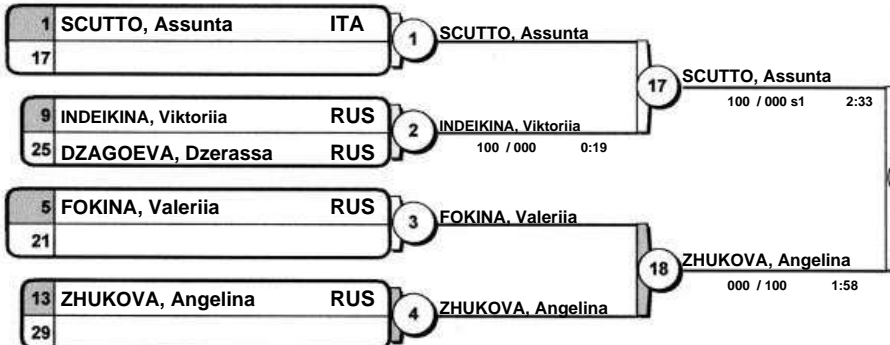 1 SCUTTO, Assunta ITA
17
1
SCUTTO, Assunta
9 INDEIKINA, Viktoriia RUS
25 DZAGOEVA, Dzerassa RUS
2
INDEIKINA, Viktoriia
100 / 000 0:19
17
SCUTTO, Assunta
100 / 000 s1 2:33
5 FOKINA, Valeriia RUS
21
3
FOKINA, Valeriia
13 ZHUKOVA, Angelina RUS
29
4
ZHUKOVA, Angelina
18
ZHUKOVA, Angelina
000 / 100 1:58